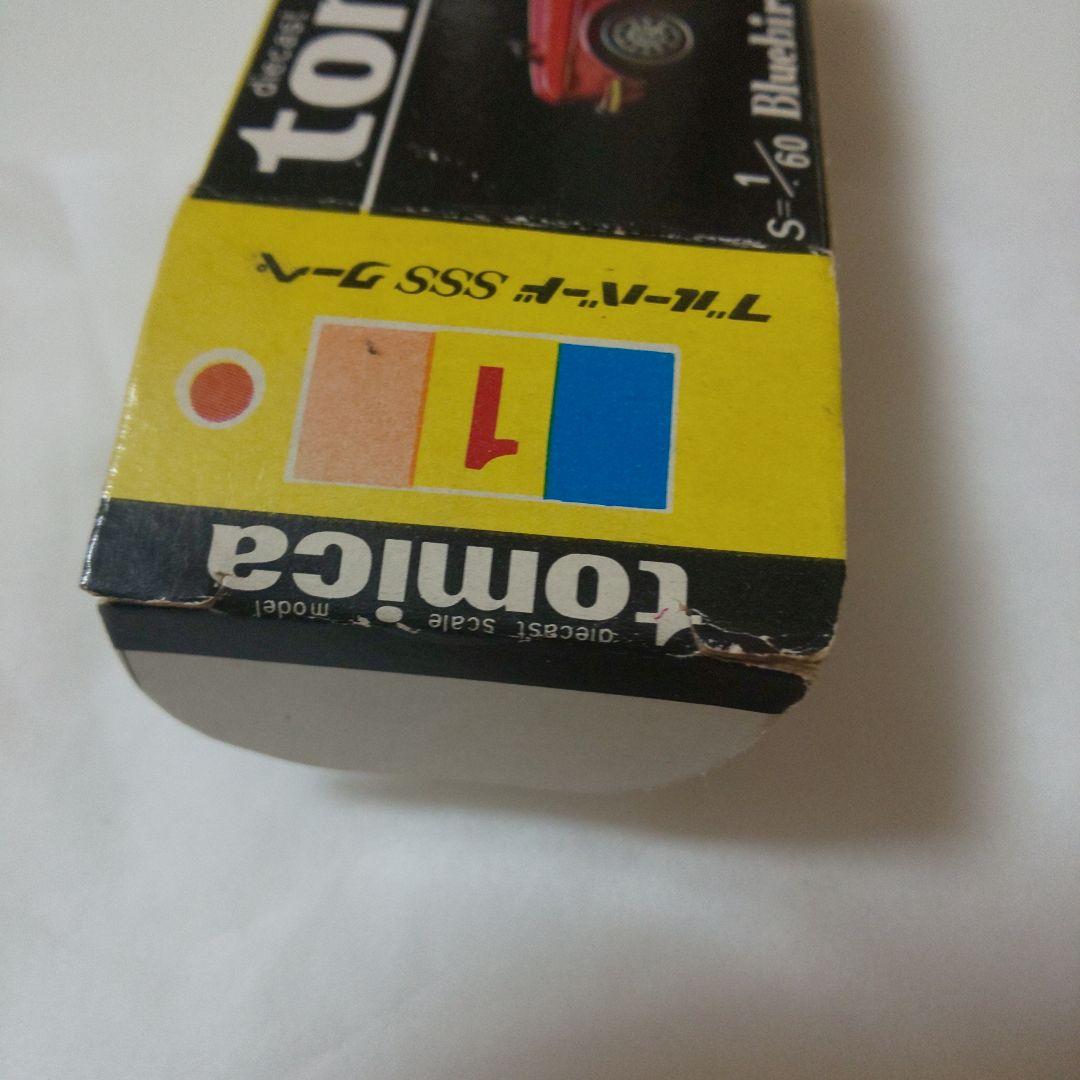 diecast
tom
S=1/60 Bluebir
ブルーバード SSS クーペ
1
tomica
diecast scale model